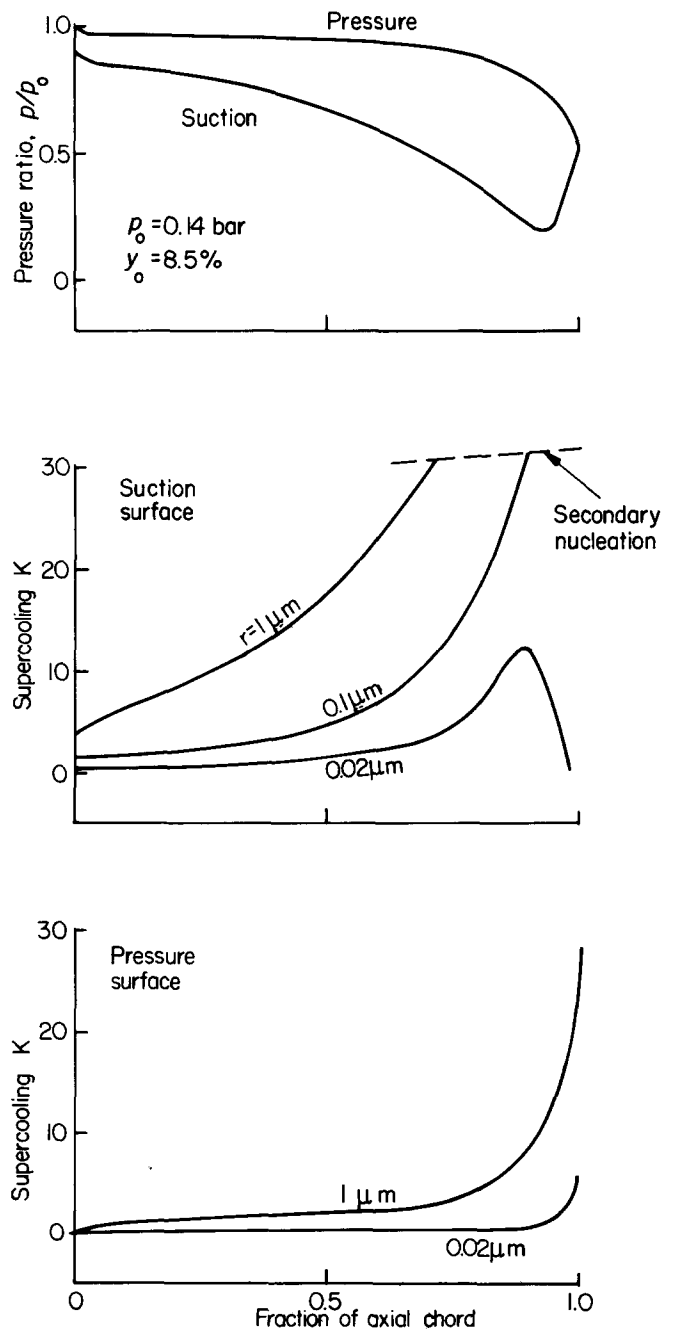 Pressure
Suction
1.0
0.5
0
Pressure ratio, p/p₀
p₀ =0.14 bar
y₀ =8.5%
30
20
10
0
Supercooling K
Suction
surface
r=1 μm
0.1μm
0.02μm
Secondary
nucleation
30
20
10
0
Supercooling K
Pressure
surface
1 μm
0.02μm
0
0.5
1.0
Fraction of axial chord